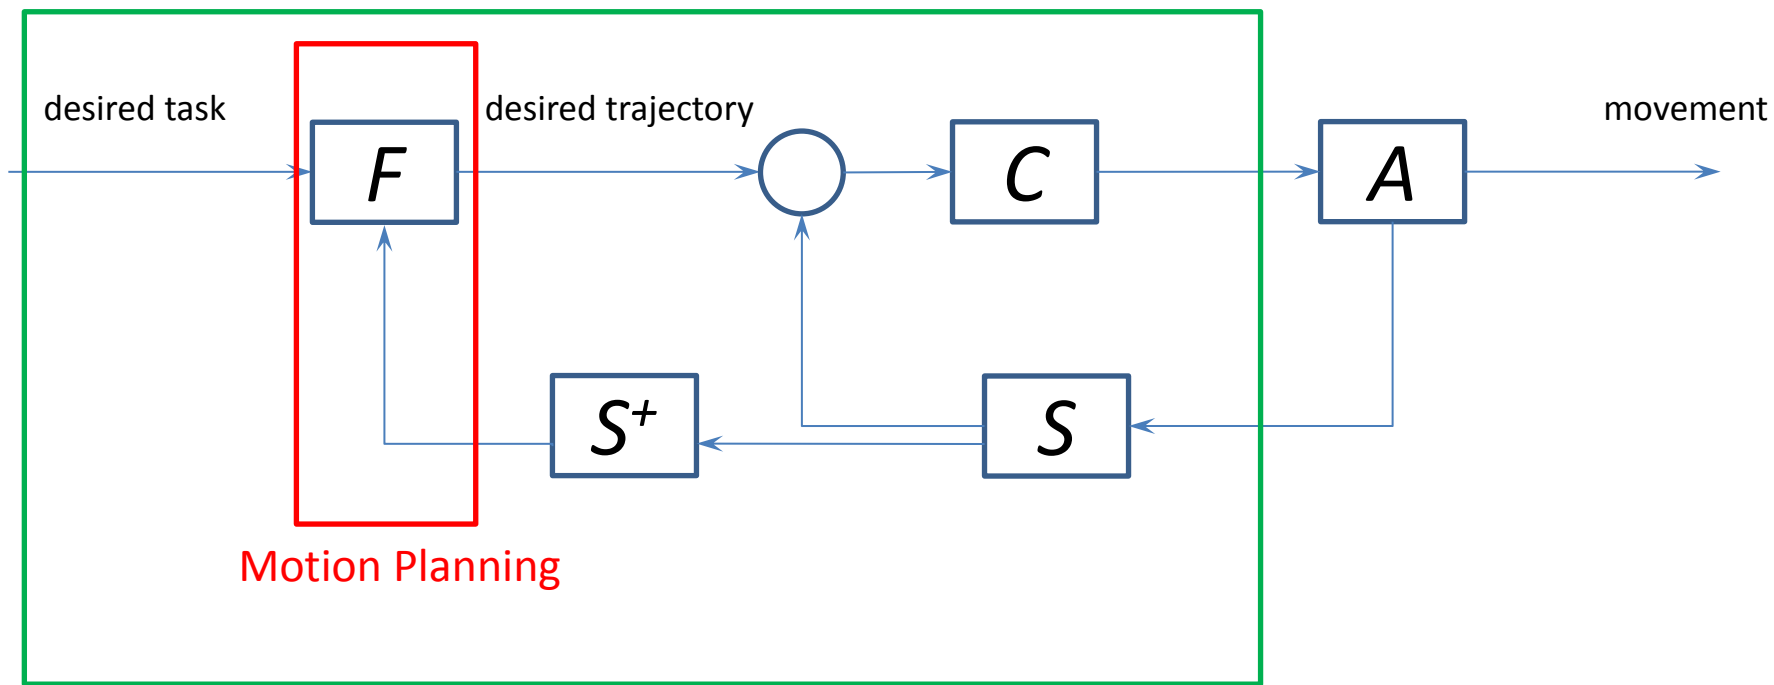 desired task
desired trajectory
movement
F
C
A
S⁺
S
Motion Planning